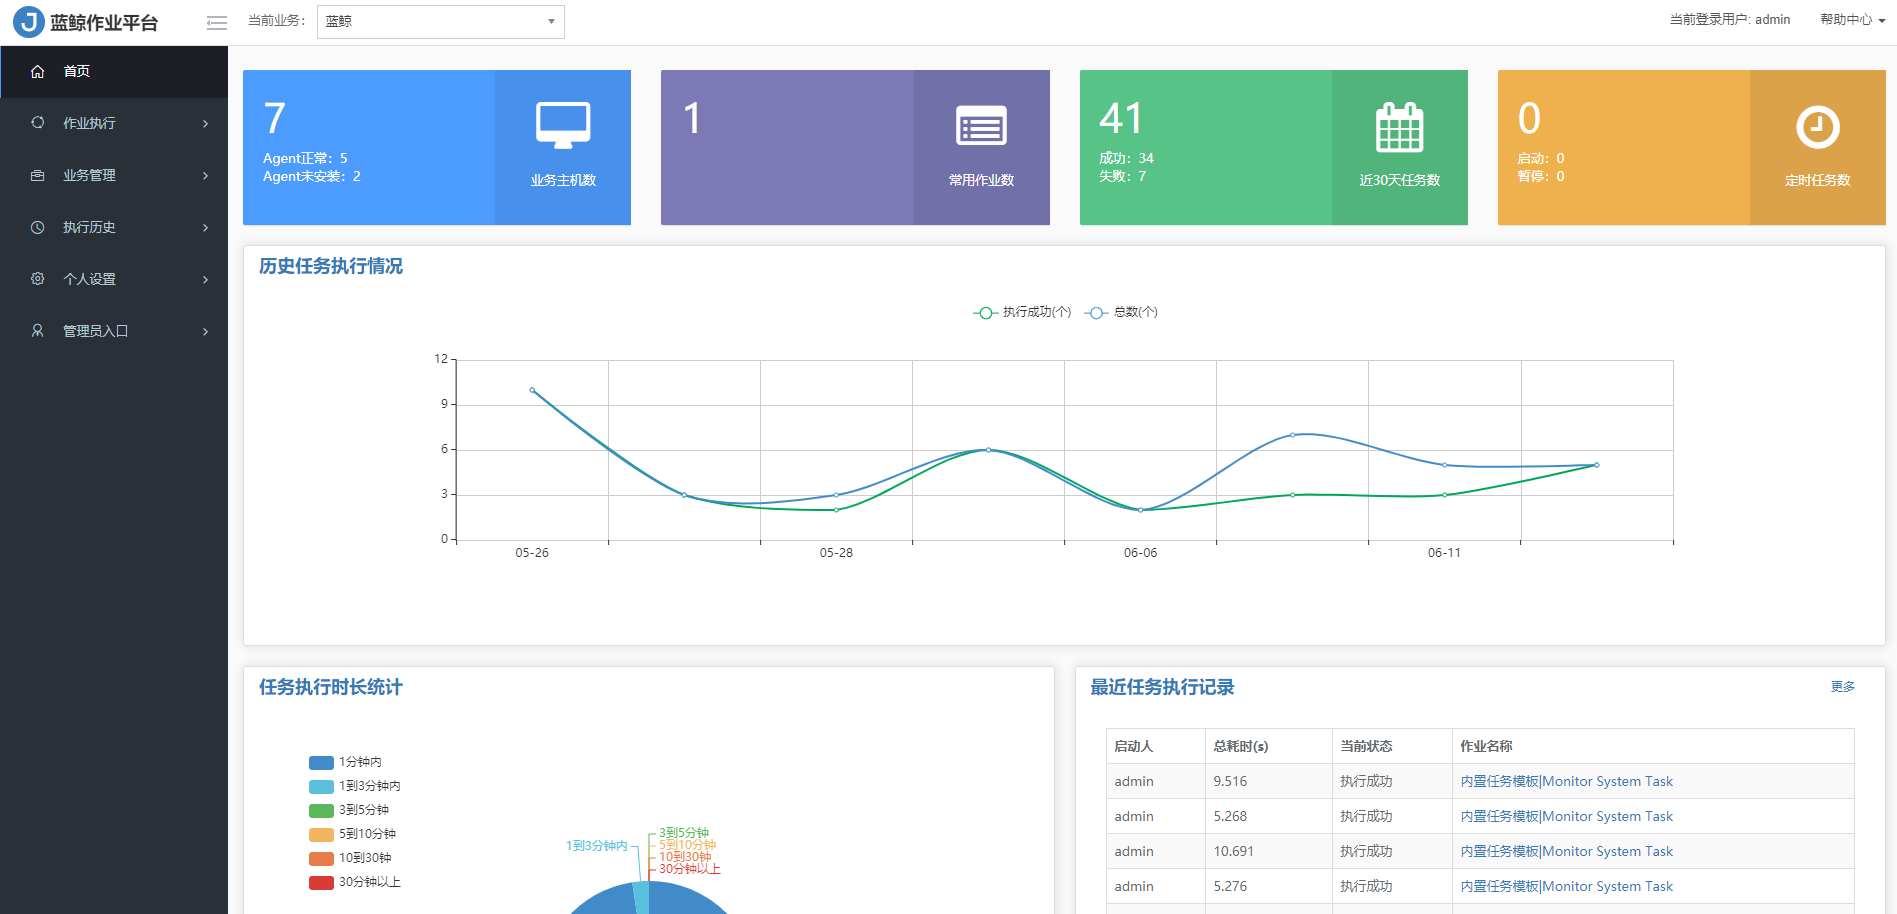 J 蓝鲸作业平台
当前业务：
蓝鲸
当前登录用户: admin
帮助中心
首页
作业执行
业务管理
执行历史
个人设置
管理员入口
7
Agent正常：5
Agent未安装：2
业务主机数
1
常用作业数
41
成功：34
失败：7
近30天任务数
0
启动：0
暂停：0
定时任务数
历史任务执行情况
执行成功(个) 总数(个)
12
9
6
3
0
05-26 05-28 06-06 06-11
任务执行时长统计
1分钟内
1到3分钟内
3到5分钟
5到10分钟
10到30钟
30分钟以上
1到3分钟内
3到5分钟
5到10分钟
10到30钟
30分钟以上
最近任务执行记录
更多
启动人 总耗时(s) 当前状态 作业名称
admin 9.516 执行成功 内置任务模板|Monitor System Task
admin 5.268 执行成功 内置任务模板|Monitor System Task
admin 10.691 执行成功 内置任务模板|Monitor System Task
admin 5.276 执行成功 内置任务模板|Monitor System Task